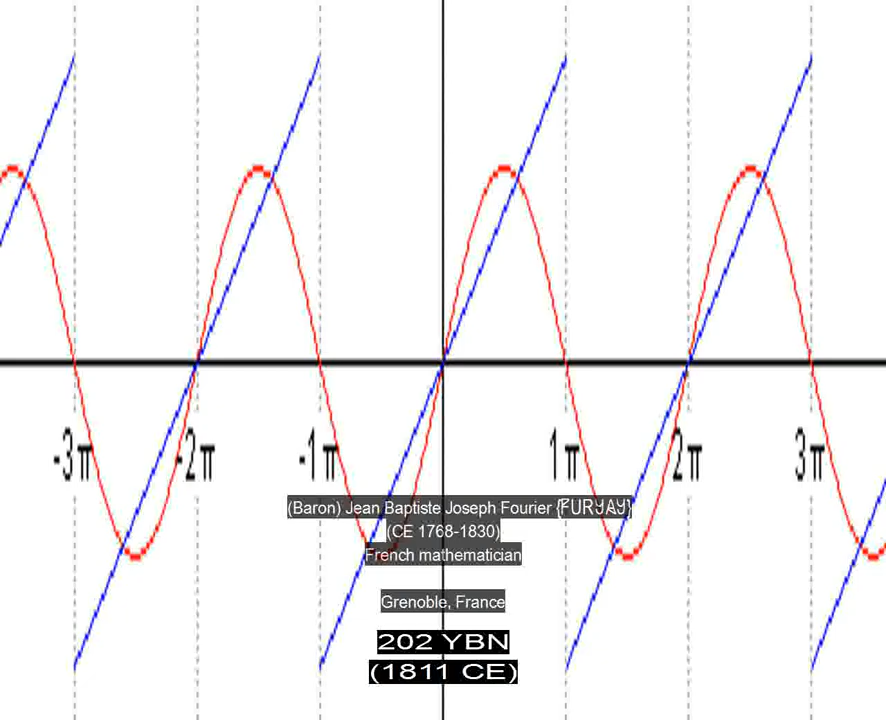 -3π -2π -1π 1π 2π 3π
(Baron) Jean Baptiste Joseph Fourier {FURYAY}
(CE 1768-1830)
French mathematician
Grenoble, France
202 YBN
(1811 CE)